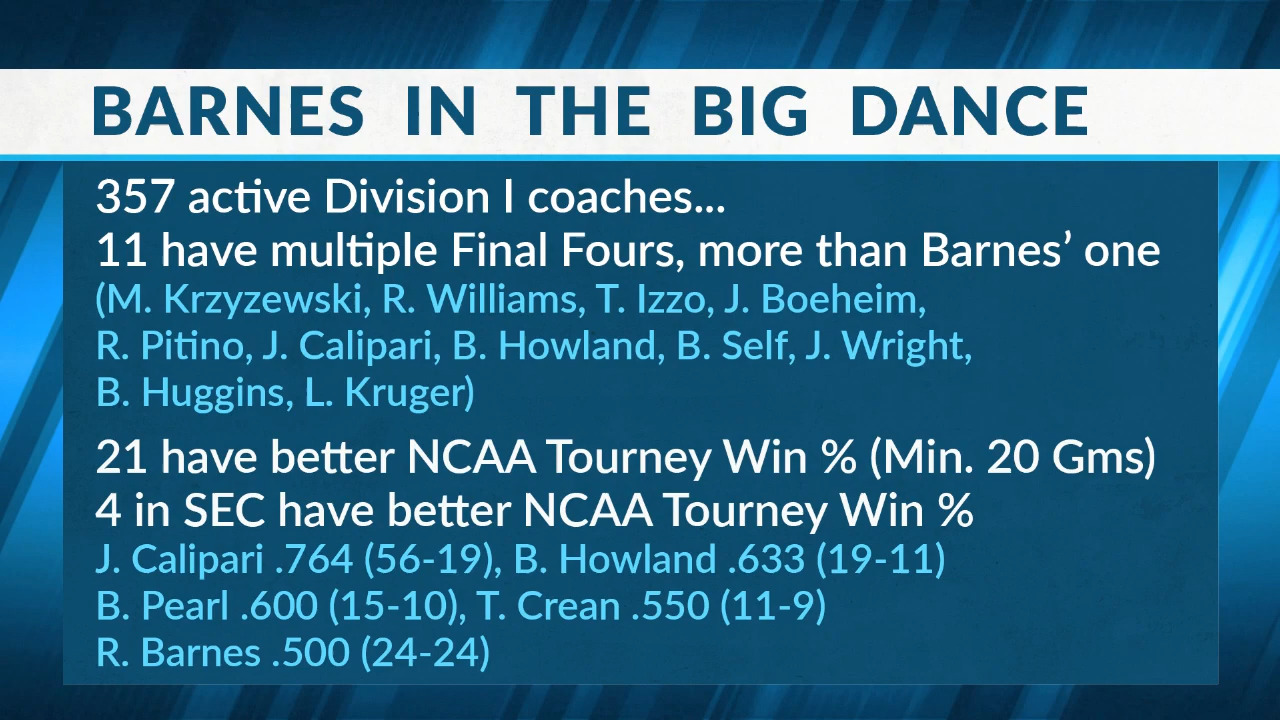 BARNES IN THE BIG DANCE
357 active Division I coaches...
11 have multiple Final Fours, more than Barnes’ one
(M. Krzyzewski, R. Williams, T. Izzo, J. Boeheim,
R. Pitino, J. Calipari, B. Howland, B. Self, J. Wright,
B. Huggins, L. Kruger)
21 have better NCAA Tourney Win % (Min. 20 Gms)
4 in SEC have better NCAA Tourney Win %
J. Calipari .764 (56-19), B. Howland .633 (19-11)
B. Pearl .600 (15-10), T. Crean .550 (11-9)
R. Barnes .500 (24-24)